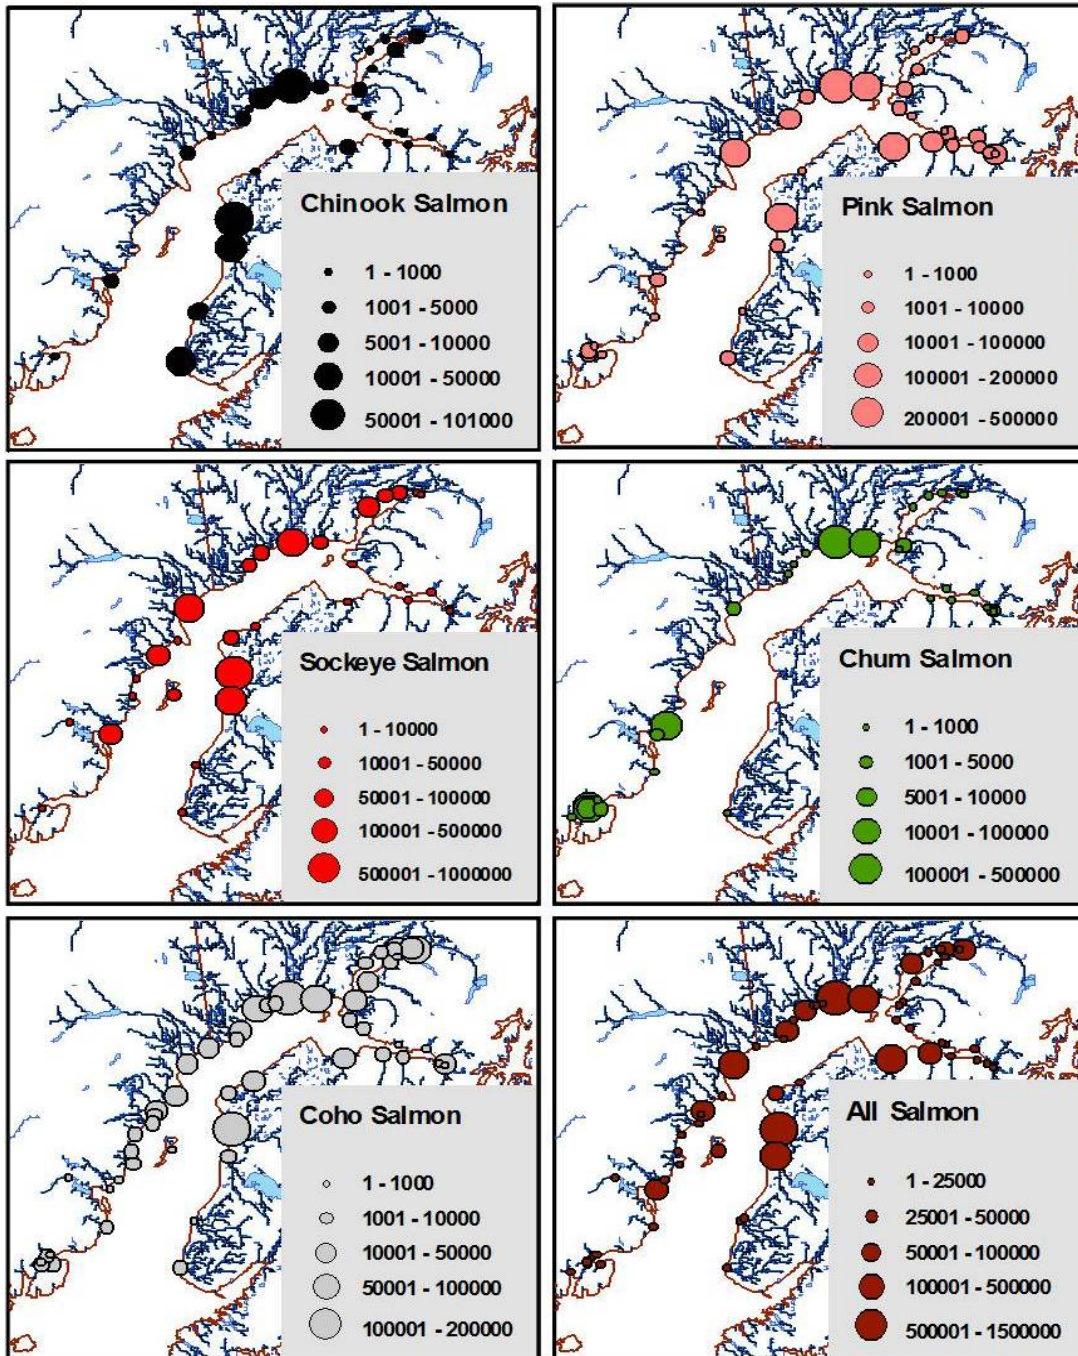 Chinook Salmon
1 - 1000
1001 - 5000
5001 - 10000
10001 - 50000
50001 - 101000
Pink Salmon
1 - 1000
1001 - 10000
10001 - 100000
100001 - 200000
200001 - 500000
Sockeye Salmon
1 - 10000
10001 - 50000
50001 - 100000
100001 - 500000
500001 - 1000000
Chum Salmon
1 - 1000
1001 - 5000
5001 - 10000
10001 - 100000
100001 - 500000
Coho Salmon
1 - 1000
1001 - 10000
10001 - 50000
50001 - 100000
100001 - 200000
All Salmon
1 - 25000
25001 - 50000
50001 - 100000
100001 - 500000
500001 - 1500000